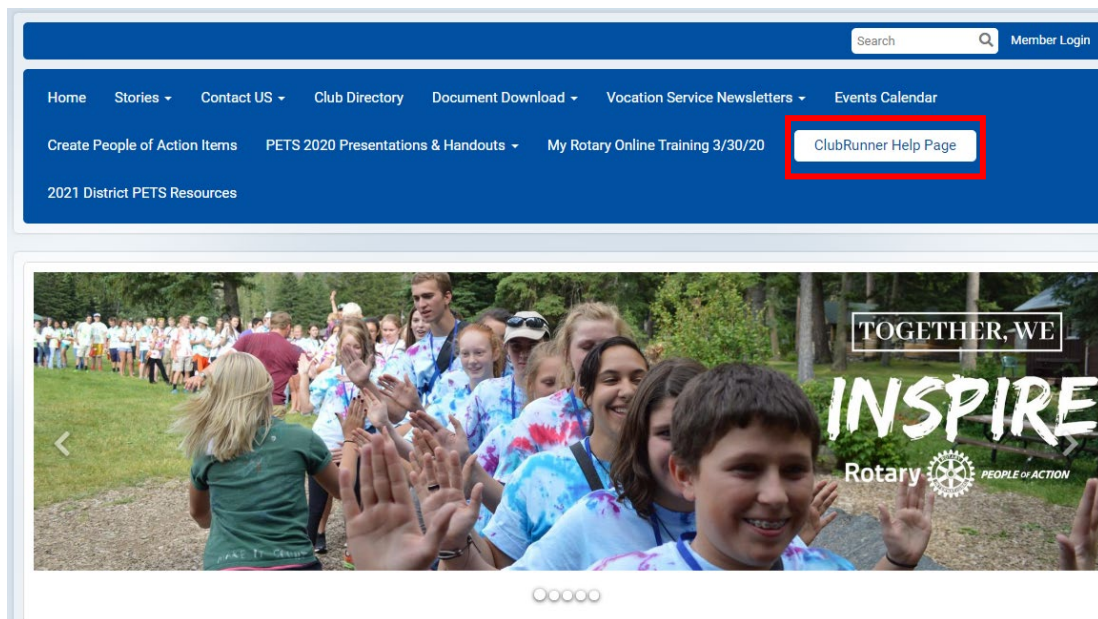 Search Member Login
Home Stories Contact US Club Directory Document Download Vocation Service Newsletters Events Calendar
Create People of Action Items PETS 2020 Presentations & Handouts My Rotary Online Training 3/30/20 ClubRunner Help Page
2021 District PETS Resources
TOGETHER, WE
INSPIRE
Rotary PEOPLE OF ACTION